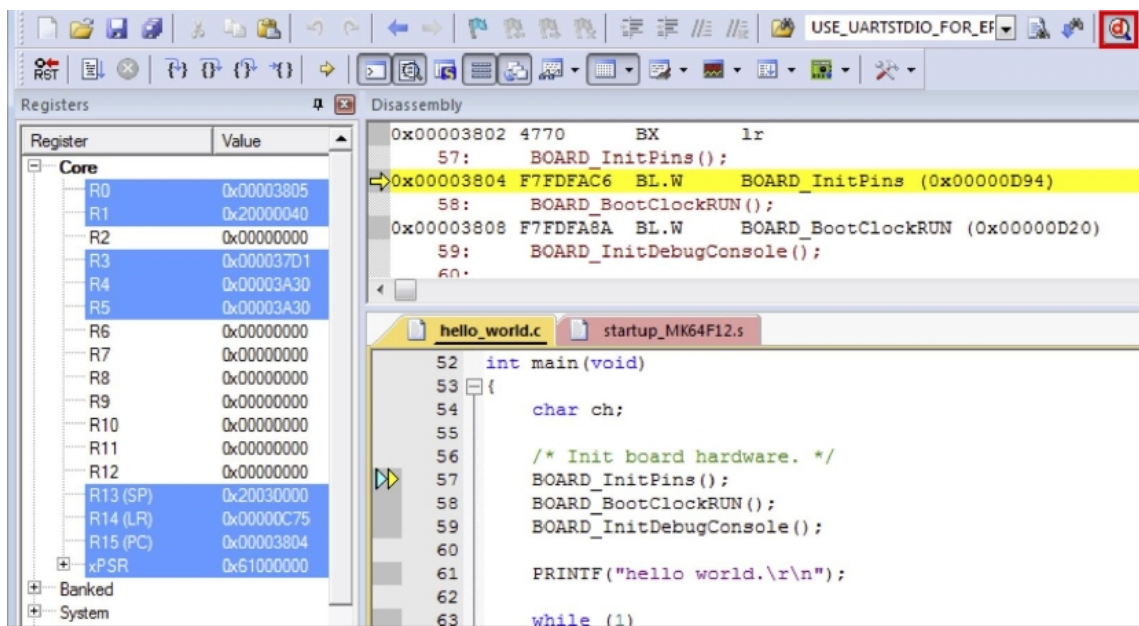 USE_UARTSTDIO_FOR_EF
RST
Registers
Register Value
Core
R0 0x00003805
R1 0x20000040
R2 0x00000000
R3 0x000037D1
R4 0x00003A30
R5 0x00003A30
R6 0x00000000
R7 0x00000000
R8 0x00000000
R9 0x00000000
R10 0x00000000
R11 0x00000000
R12 0x00000000
R13 (SP) 0x20030000
R14 (LR) 0x00000C75
R15 (PC) 0x00003804
xPSR 0x61000000
Banked
System
Disassembly
0x00003802 4770 BX lr
57: BOARD_InitPins();
0x00003804 F7FDFAC6 BL.W BOARD_InitPins (0x00000D94)
58: BOARD_BootClockRUN();
0x00003808 F7FDFA8A BL.W BOARD_BootClockRUN (0x00000D20)
59: BOARD_InitDebugConsole();
60:
hello_world.c startup_MK64F12.s
52 int main(void)
53 {
54 char ch;
55
56 /* Init board hardware. */
57 BOARD_InitPins();
58 BOARD_BootClockRUN();
59 BOARD_InitDebugConsole();
60
61 PRINTF("hello world.\r\n");
62
63 while (1)